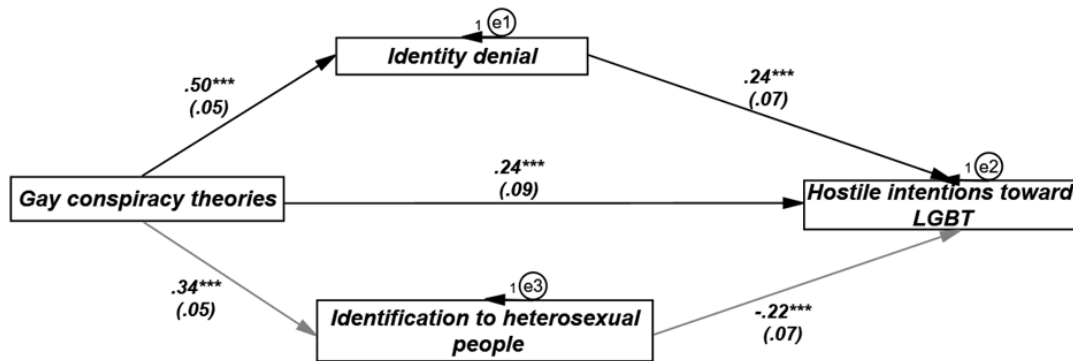 1 e1
Identity denial
.50***
(.05)
.24***
(.07)
.24***
(.09)
1 e2
Gay conspiracy theories
Hostile intentions toward
LGBT
.34***
(.05)
1 e3
Identification to heterosexual
people
-.22***
(.07)